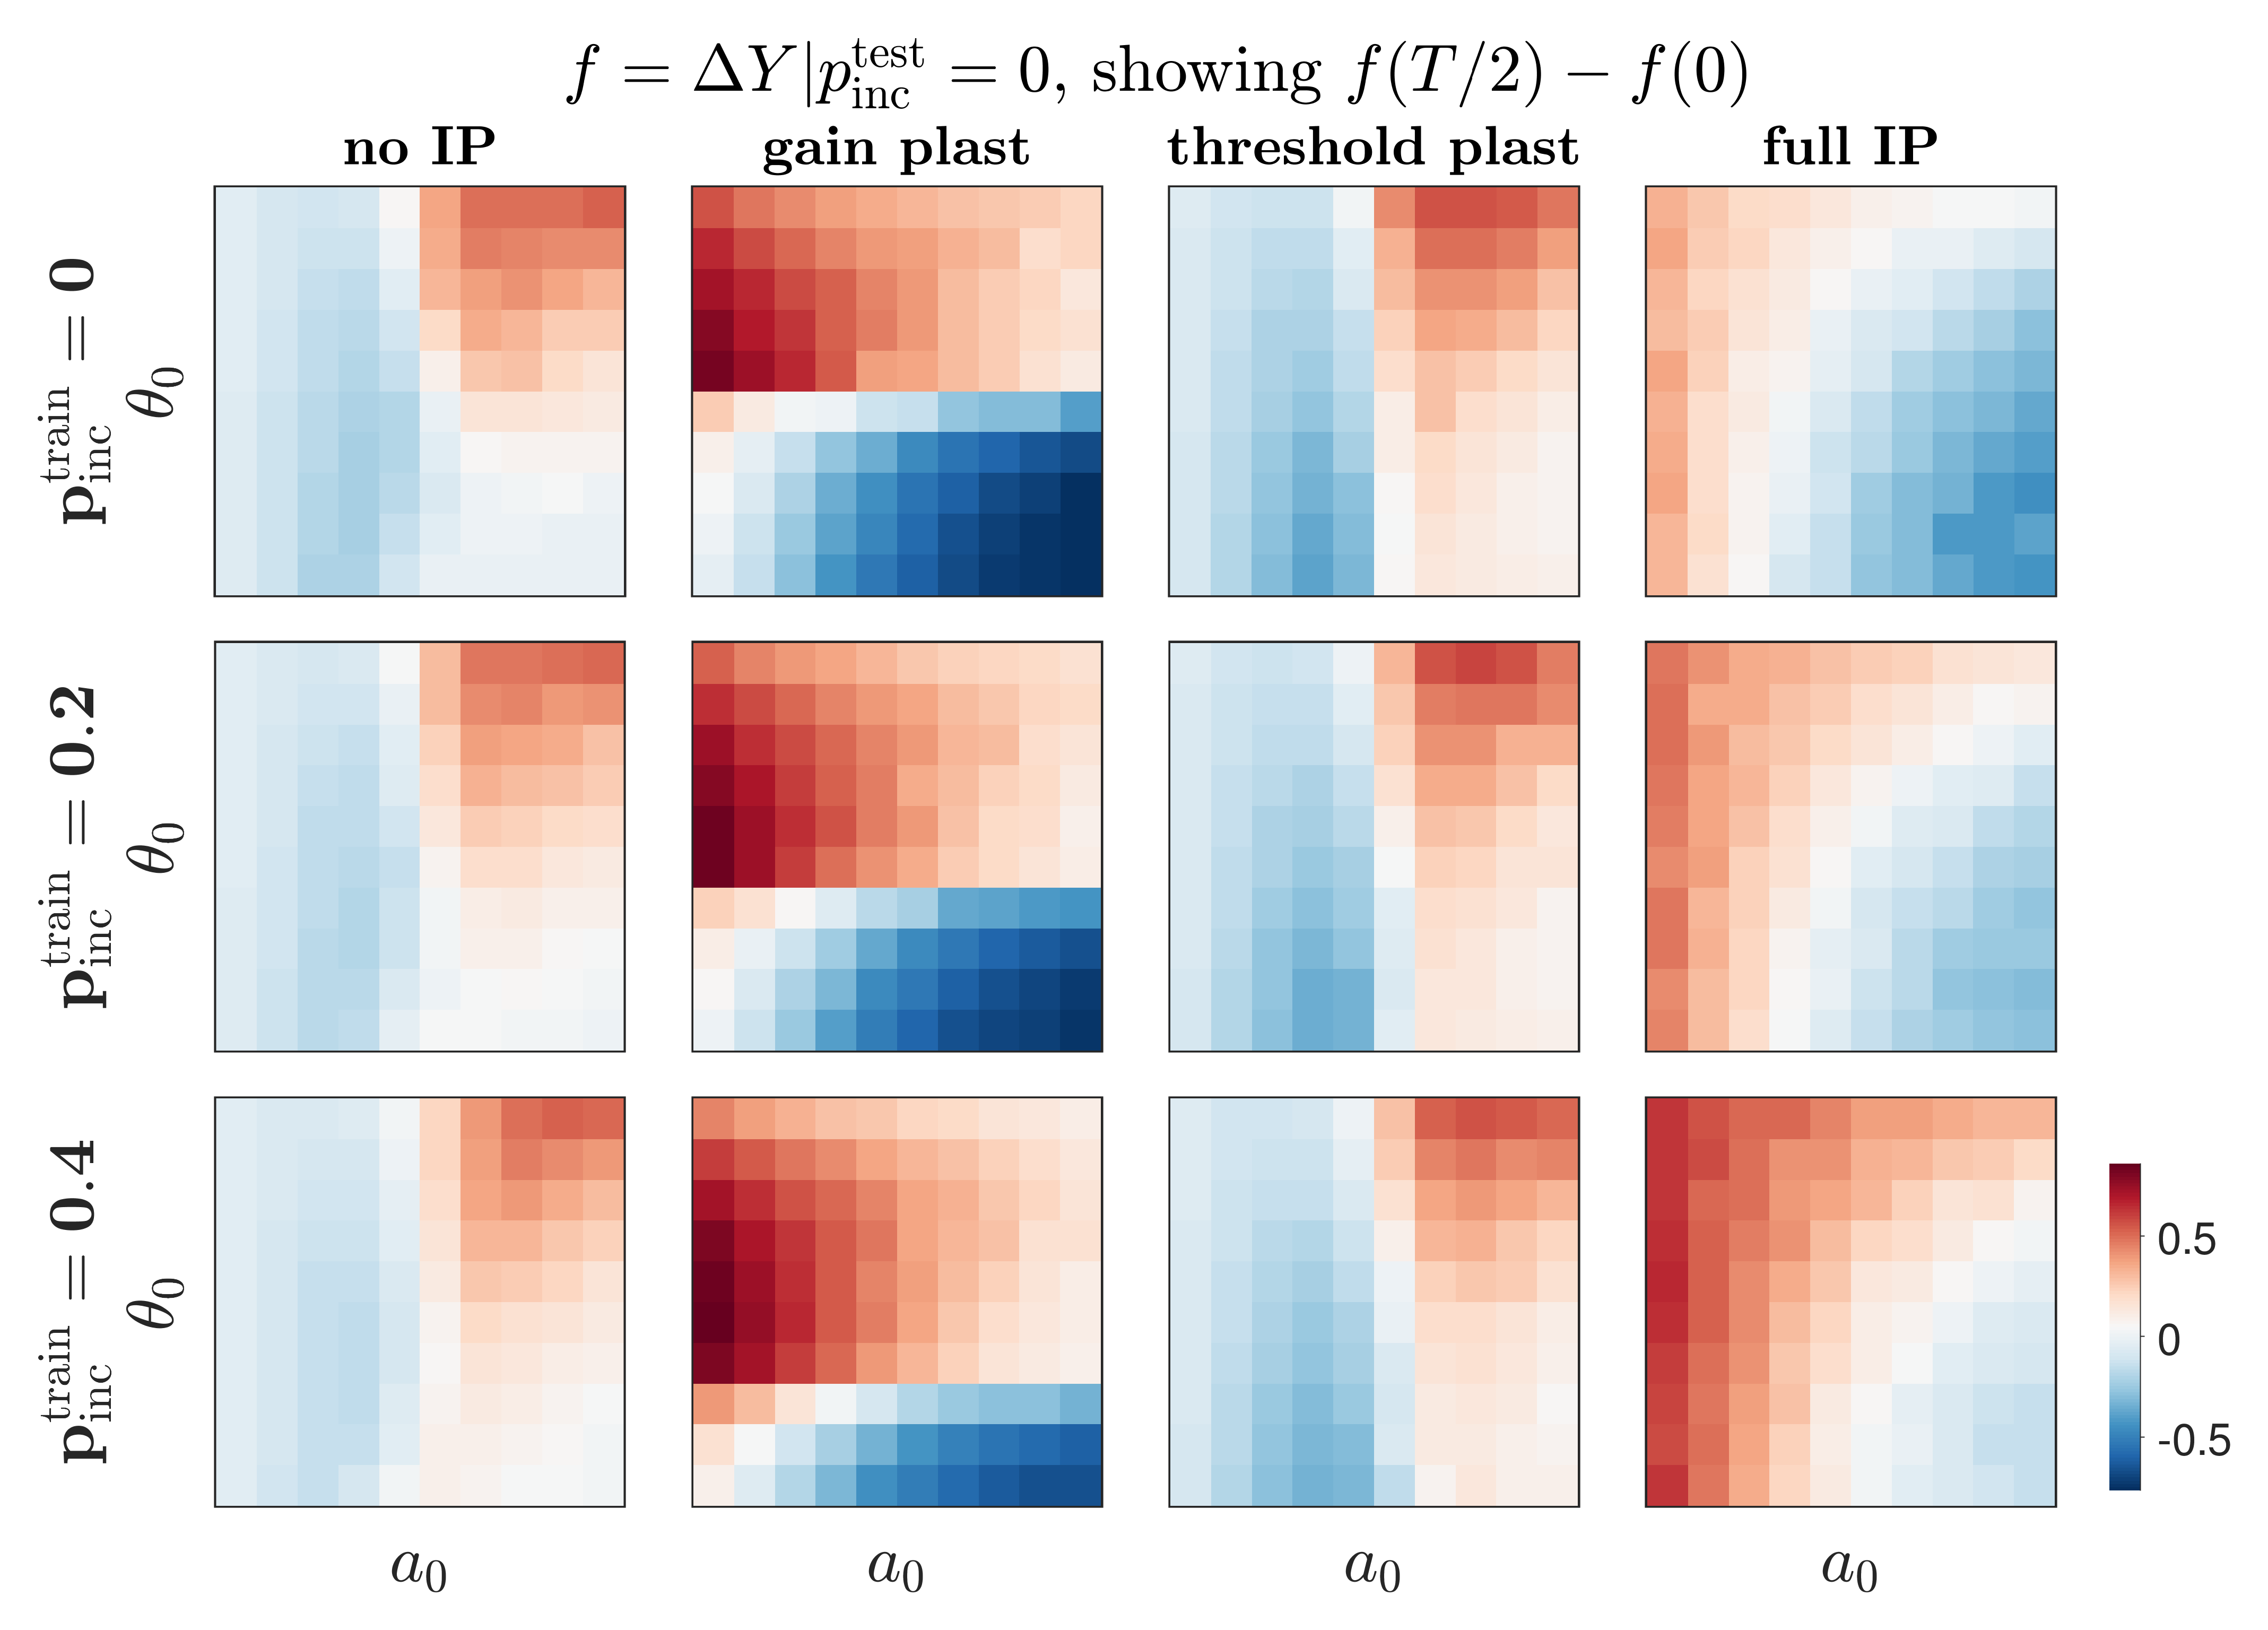 f = ΔY|p_inc^test = 0, showing f(T/2) − f(0)
no IP gain plast threshold plast full IP
p_inc^train = 0
θ₀
p_inc^train = 0.2
θ₀
p_inc^train = 0.4
θ₀
0.5
0
-0.5
a₀ a₀ a₀ a₀